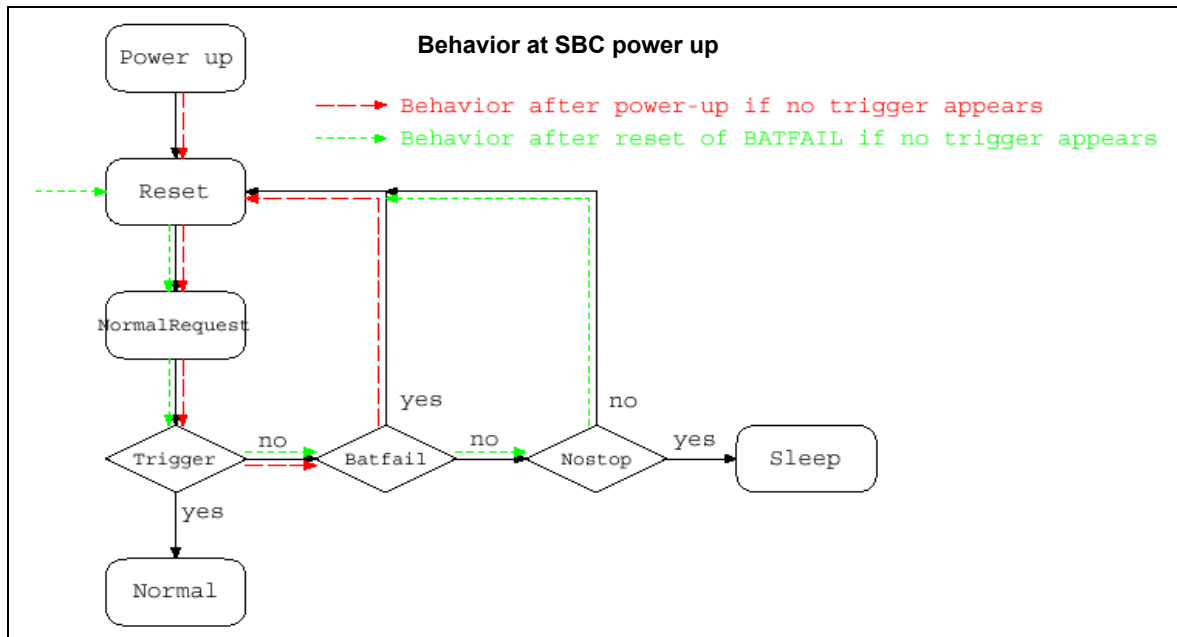 Behavior at SBC power up
Power up
Behavior after power-up if no trigger appears
Behavior after reset of BATFAIL if no trigger appears
Reset
NormalRequest
yes
no
no
no
yes
Trigger
Batfail
Nostop
Sleep
yes
Normal